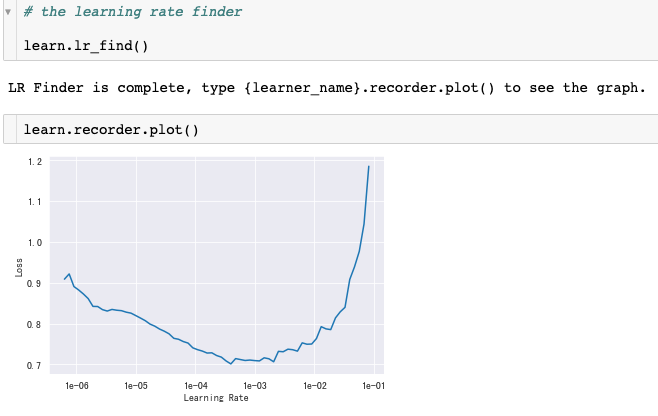 # the learning rate finder
learn.lr_find()
LR Finder is complete, type {learner_name}.recorder.plot() to see the graph.
learn.recorder.plot()
1.2
1.1
1.0
0.9
0.8
0.7
Loss
1e-06 1e-05 1e-04 1e-03 1e-02 1e-01
Learning Rate